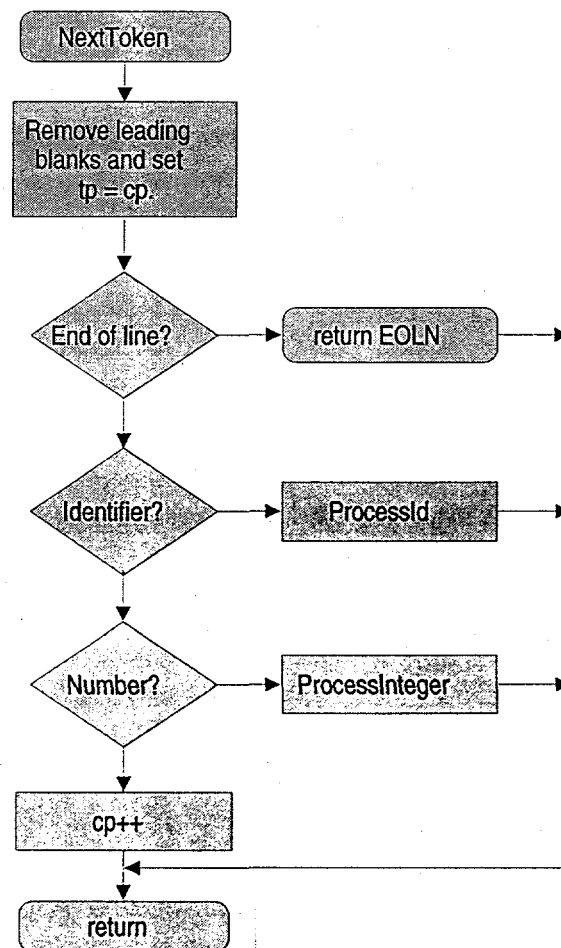 NextToken
Remove leading
blanks and set
tp = cp.
End of line?
return EOLN
Identifier?
ProcessId
Number?
ProcessInteger
cp++
return